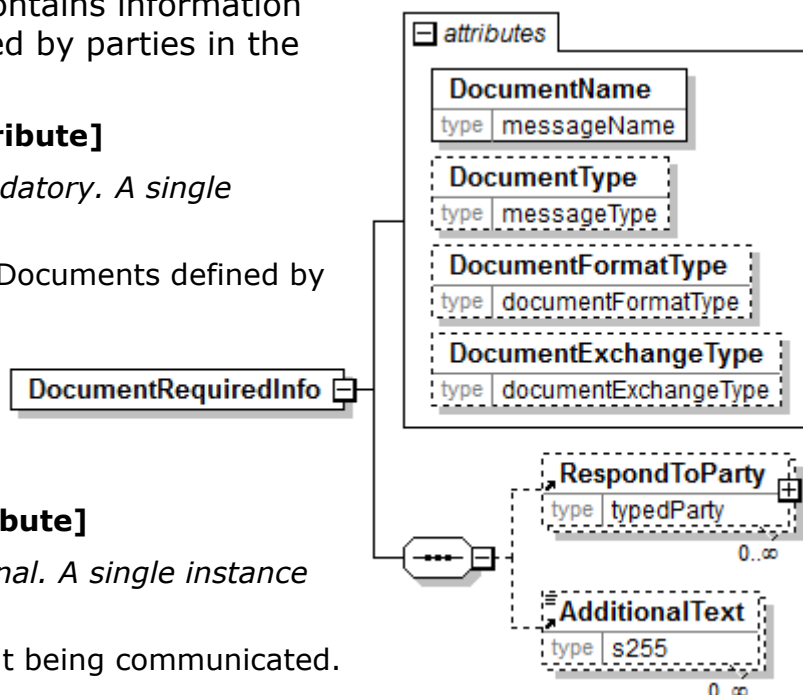 ontains information
ed by parties in the
ribute]
datory. A single
Documents defined by
bute]
nal. A single instance
t being communicated.
attributes
DocumentName
type messageName
DocumentType
type messageType
DocumentFormatType
type documentFormatType
DocumentExchangeType
type documentExchangeType
DocumentRequiredInfo
RespondToParty
type typedParty
0..∞
AdditionalText
type s255
0..∞